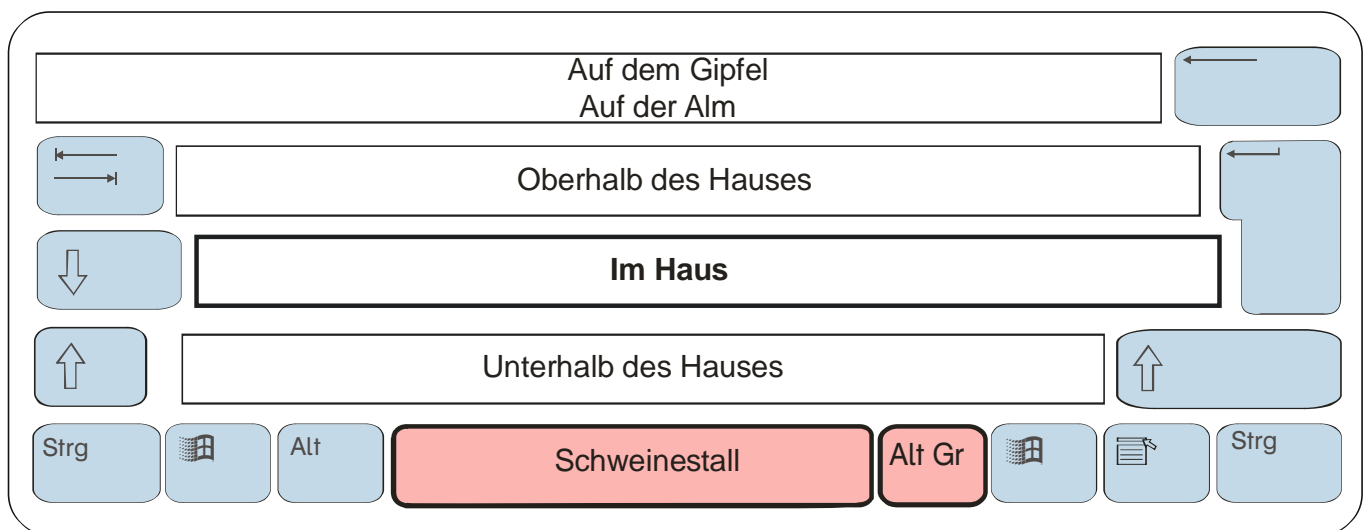 Auf dem Gipfel
Auf der Alm
Oberhalb des Hauses
Im Haus
Unterhalb des Hauses
Strg
Alt
Schweinestall
Alt Gr
Strg